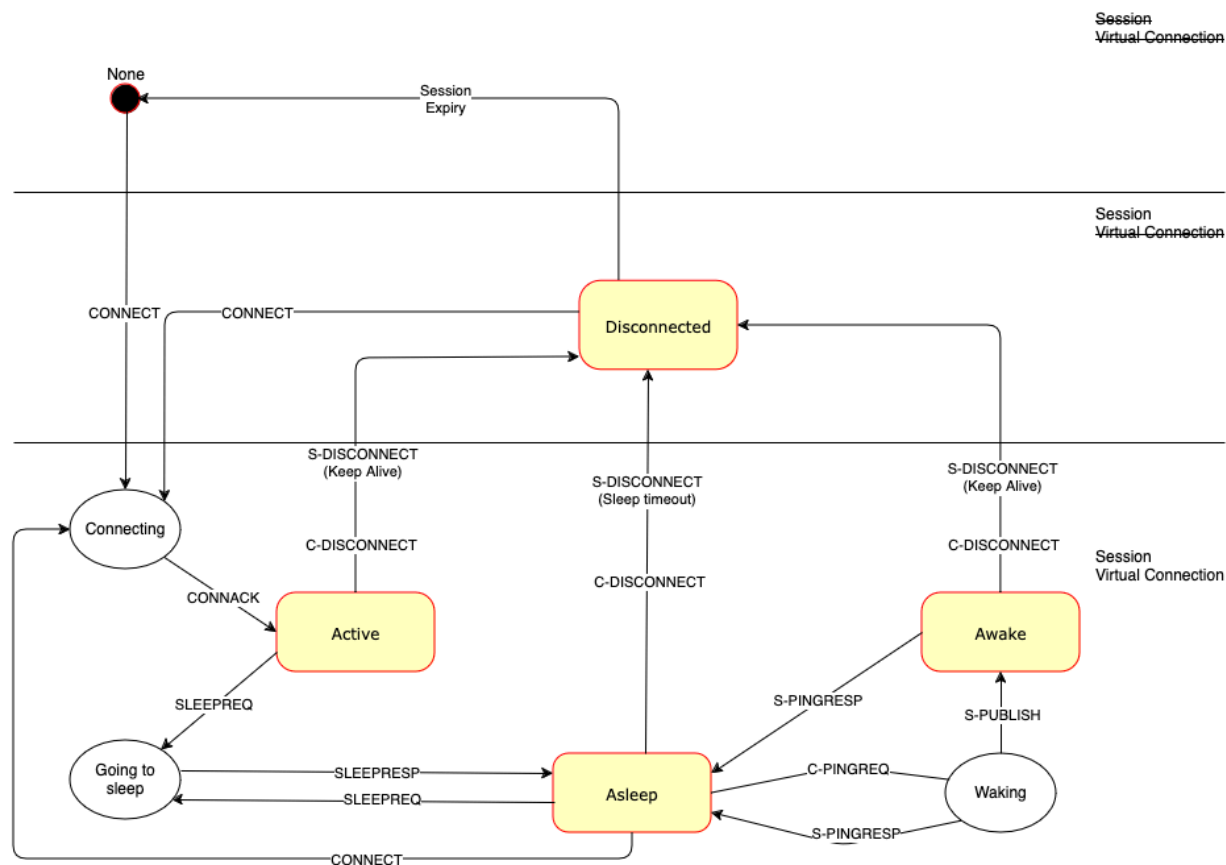 Session
Virtual Connection
None
Session
Expiry
Session
Virtual Connection
CONNECT
CONNECT
Disconnected
S-DISCONNECT
(Keep Alive)
S-DISCONNECT
(Sleep timeout)
S-DISCONNECT
(Keep Alive)
Connecting
C-DISCONNECT
C-DISCONNECT
C-DISCONNECT
Session
Virtual Connection
CONNACK
Active
Awake
SLEEPREQ
S-PINGRESP
S-PUBLISH
Going to
sleep
SLEEPRESP
SLEEPREQ
Asleep
C-PINGREQ
Waking
S-PINGRESP
CONNECT